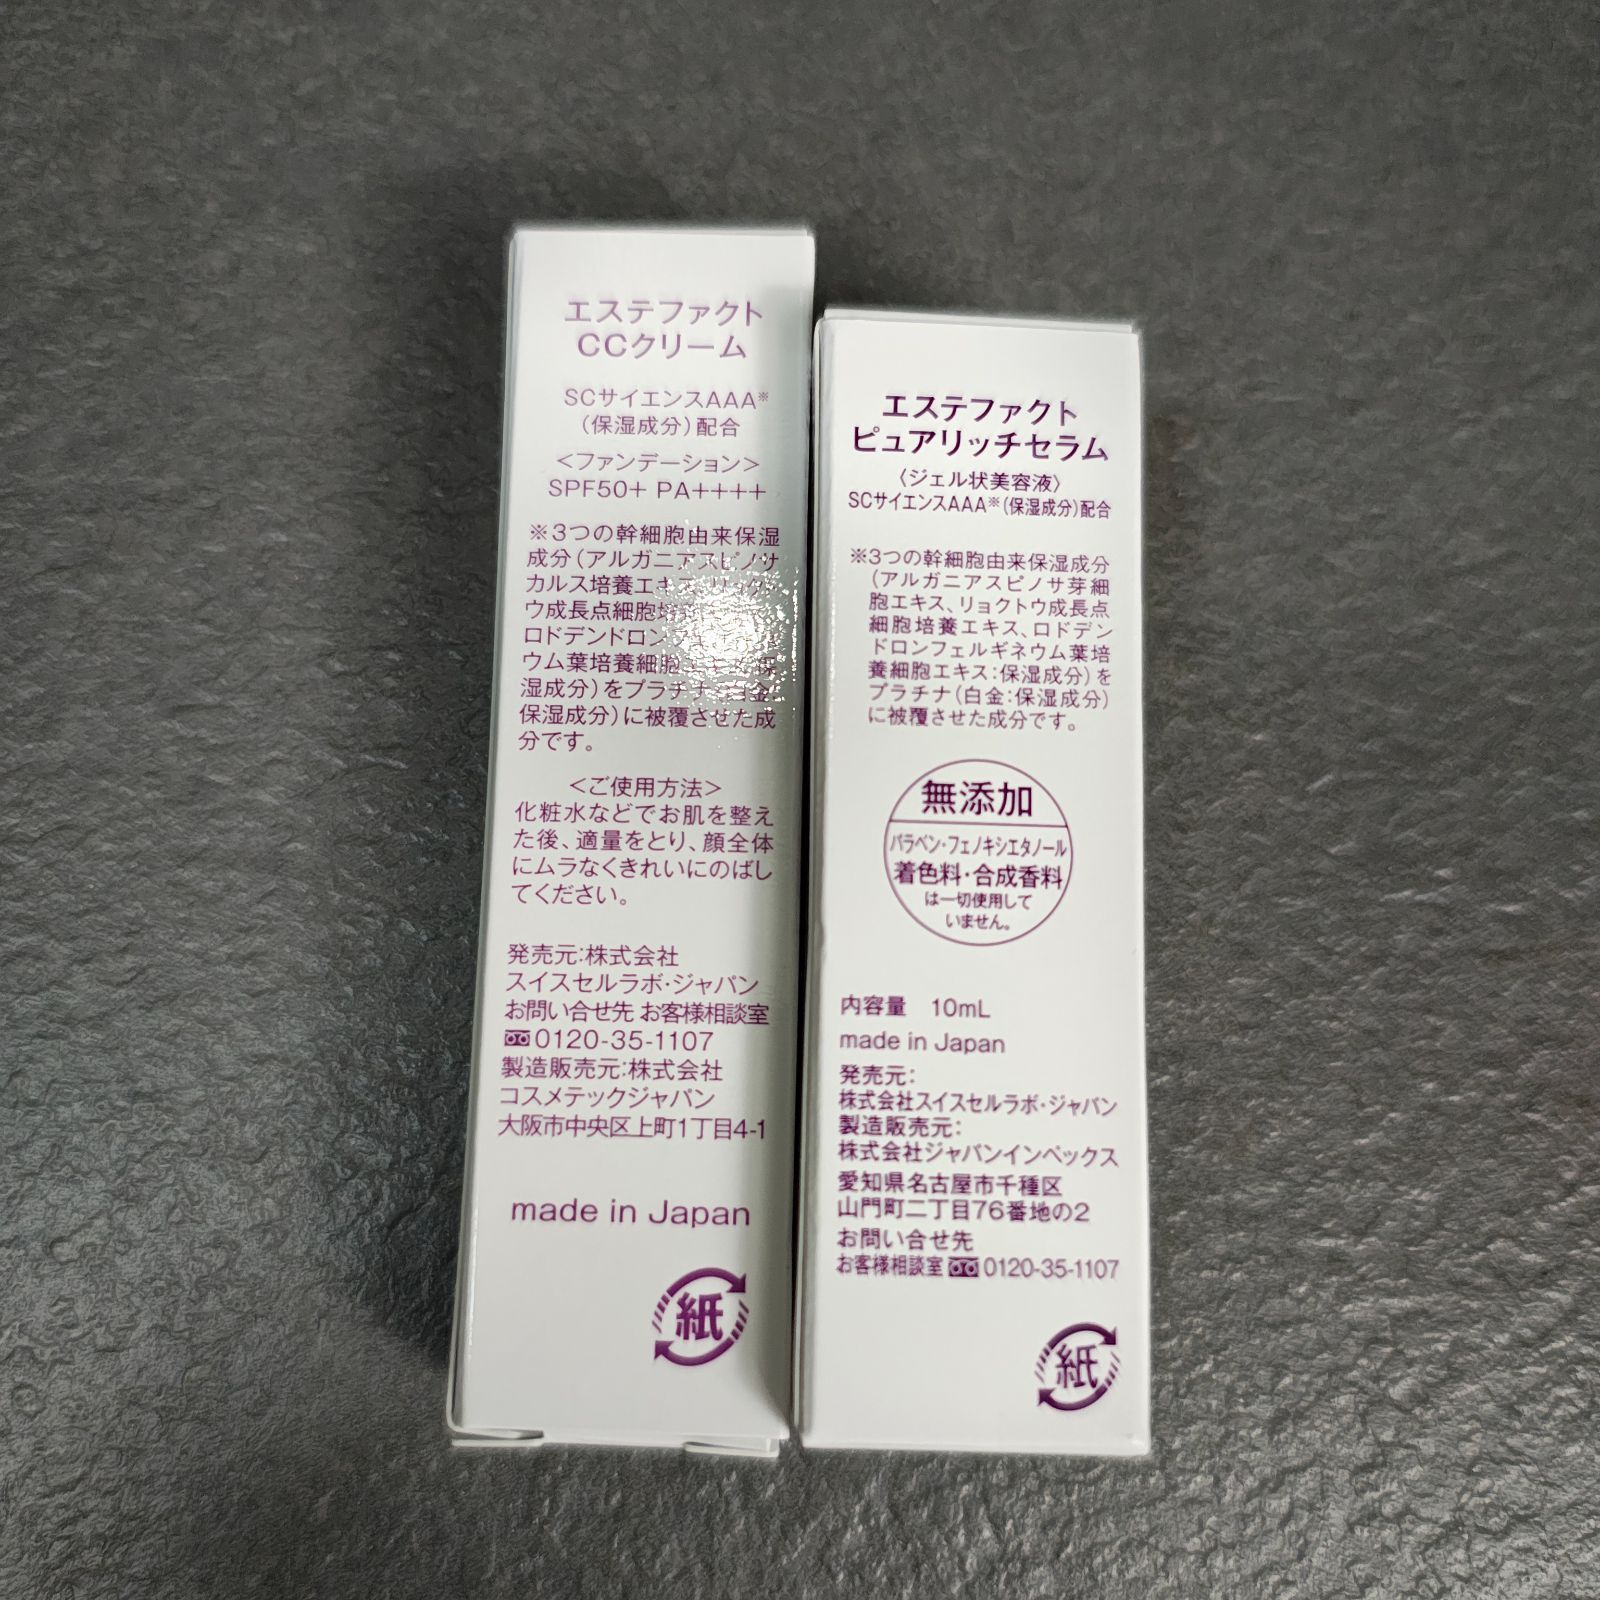 エステファクト
CCクリーム
SCサイエンスAAA※
(保湿成分)配合
<ファンデーション>
SPF50+ PA++++
※3つの幹細胞由来保湿
成分(アルガニアスピノサ
カルス培養エキス、リョクト
ウ成長点細胞培
ロドデンドロン
ウム葉培養細胞エキス:保
湿成分)をプラチナ(白金:
保湿成分)に被覆させた成
分です。
<ご使用方法>
化粧水などでお肌を整え
た後、適量をとり、顔全体
にムラなくきれいにのばし
てください。
発売元:株式会社
スイスセルラボ・ジャパン
お問い合せ先 お客様相談室
0120-35-1107
製造販売元:株式会社
コスメテックジャパン
大阪市中央区上町1丁目4-1
made in Japan
紙
エステファクト
ピュアリッチセラム
〈ジェル状美容液〉
SCサイエンスAAA※(保湿成分)配合
※3つの幹細胞由来保湿成分
(アルガニアスピノサ芽細
胞エキス、リョクトウ成長点
細胞培養エキス、ロドデン
ドロンフェルギネウム葉培
養細胞エキス:保湿成分)を
プラチナ(白金:保湿成分)
に被覆させた成分です。
無添加
パラベン・フェノキシエタノール
着色料・合成香料
は一切使用して
いません。
内容量 10mL
made in Japan
発売元:
株式会社スイスセルラボ・ジャパン
製造販売元:
株式会社ジャパンインペックス
愛知県名古屋市千種区
山門町二丁目76番地の2
お問い合せ先
お客様相談室 0120-35-1107
紙